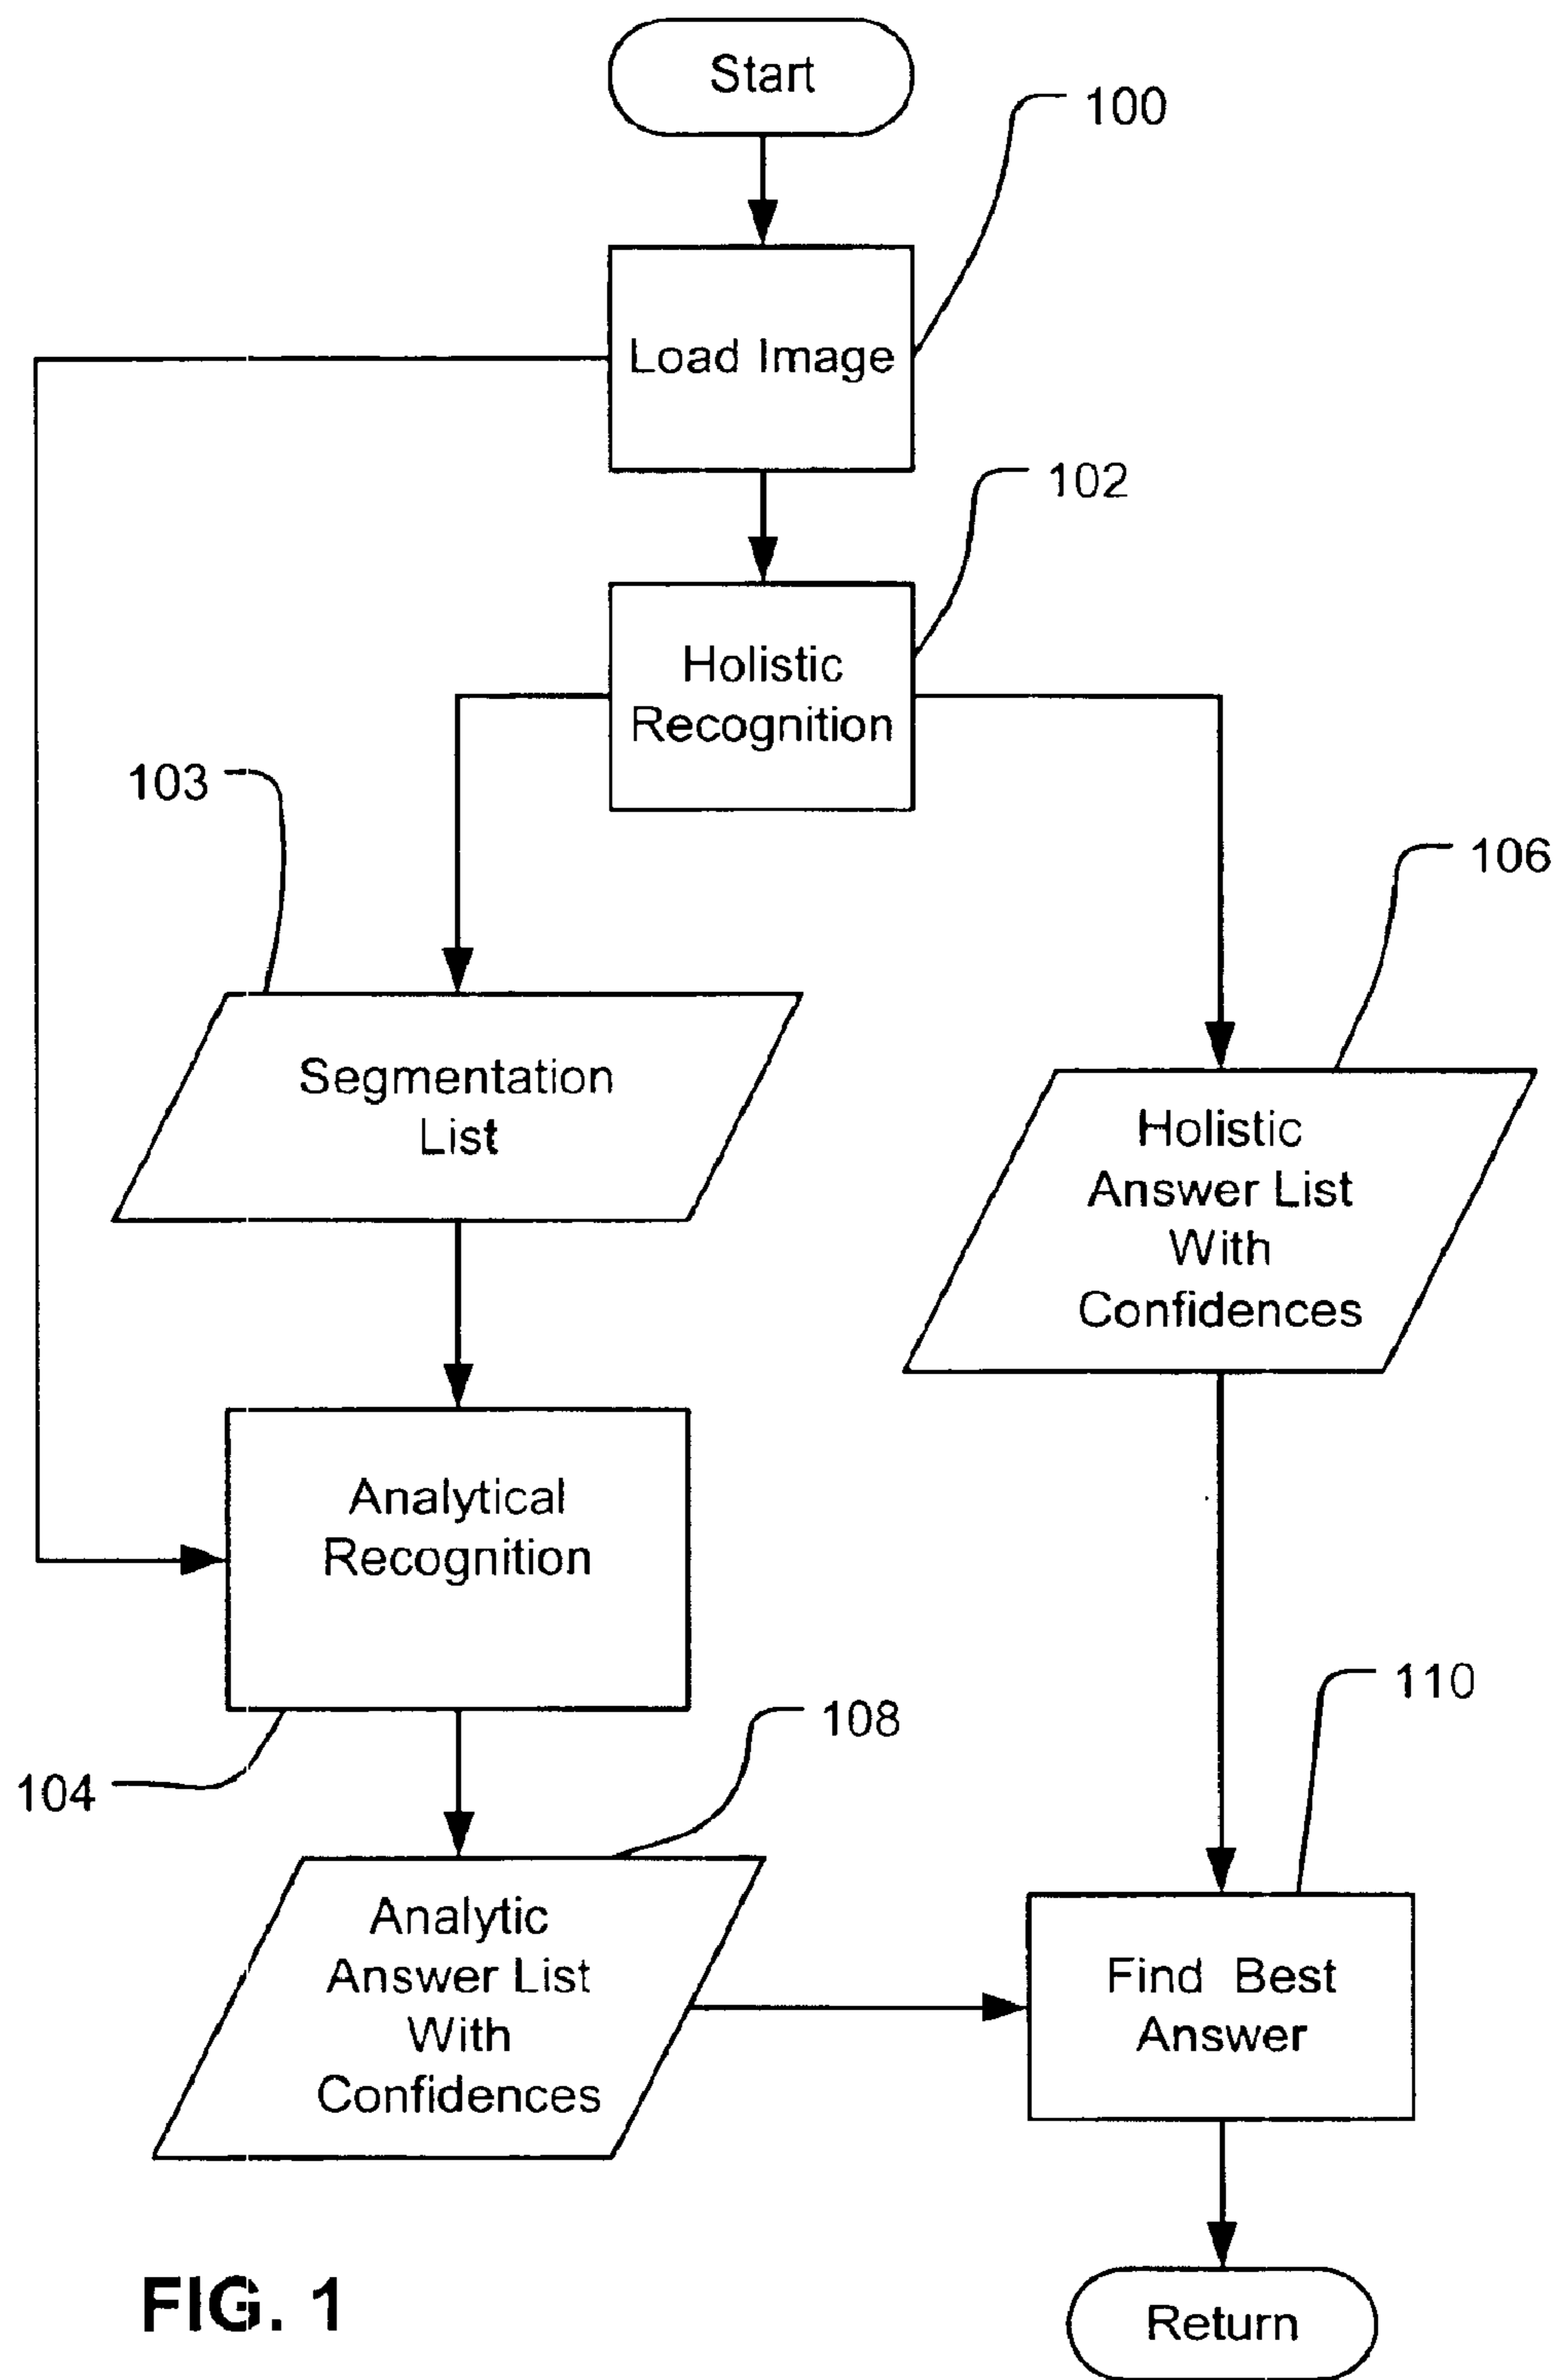 Start
100
Load Image
102
Holistic
Recognition
103
106
Segmentation
List
Holistic
Answer List
With
Confidences
Analytical
Recognition
110
108
104
Analytic
Answer List
With
Confidences
Find Best
Answer
FIG. 1
Return